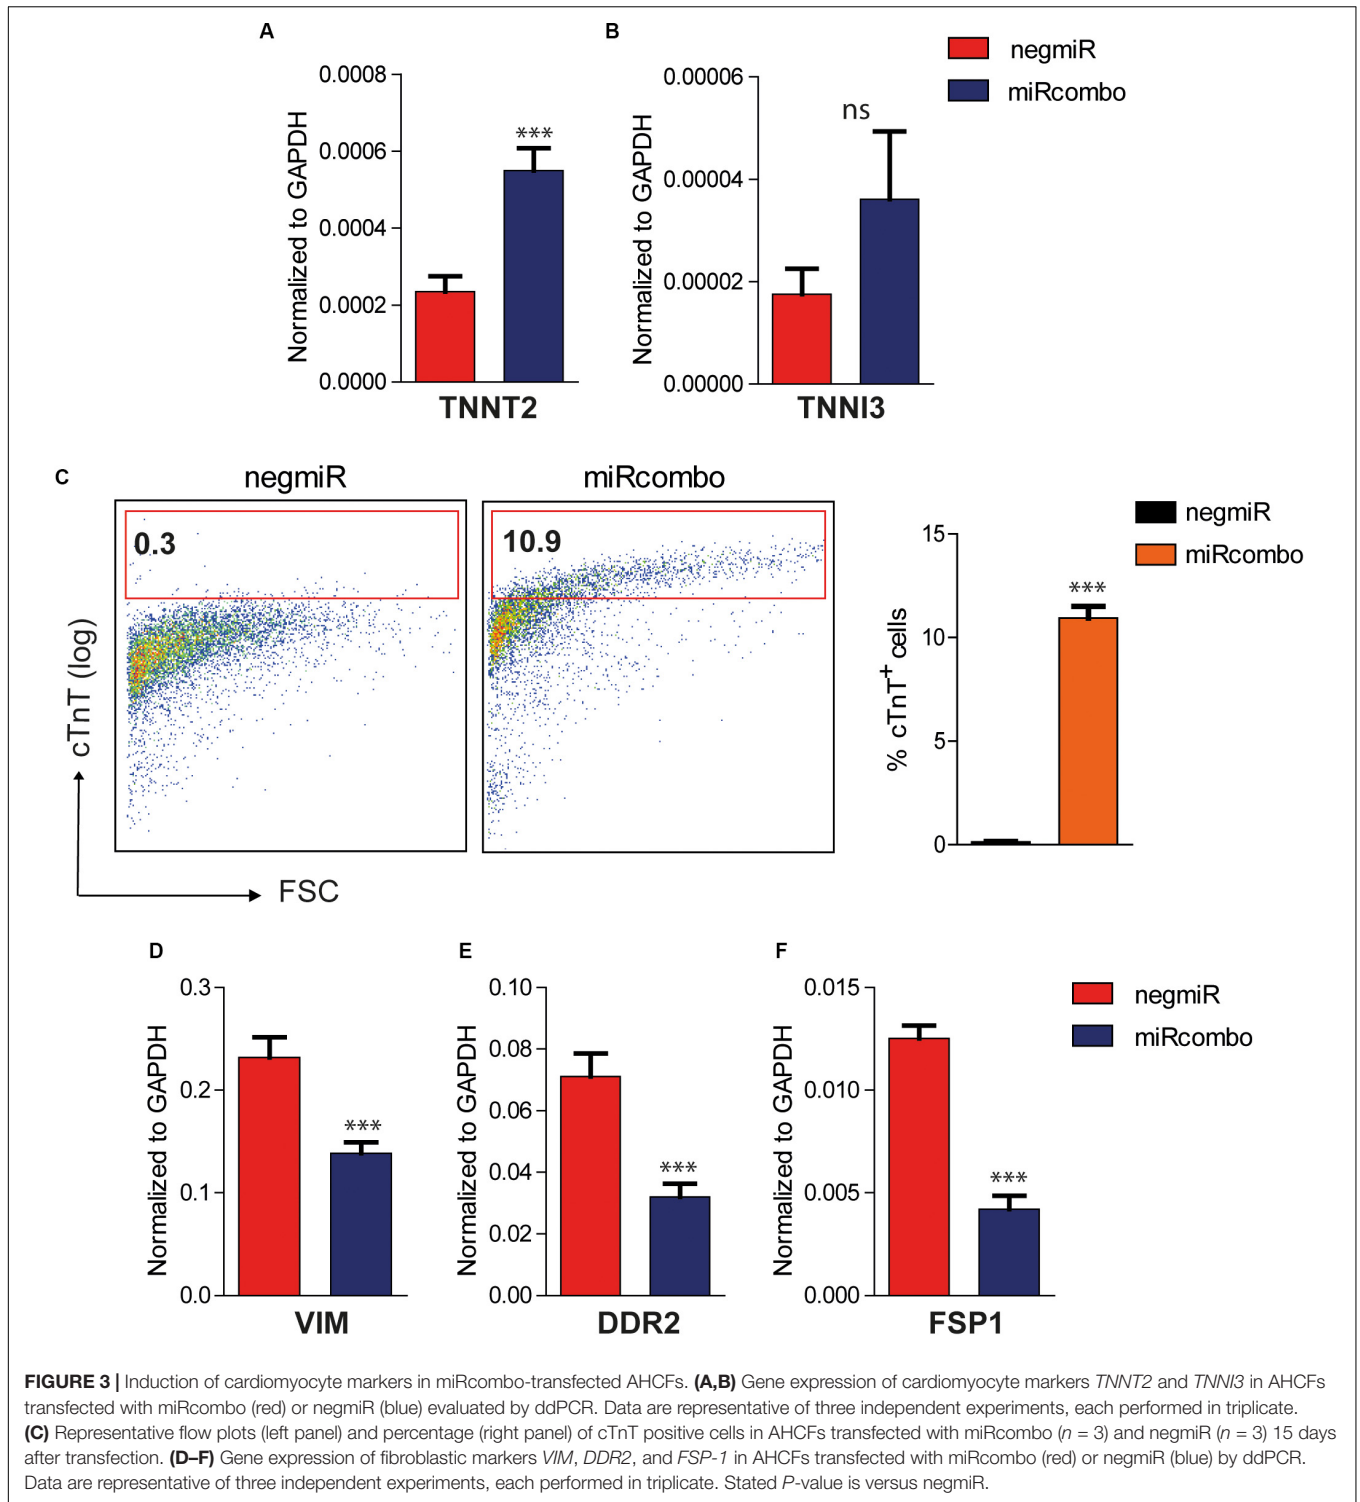 A
B
negmiR
miRcombo
Normalized to GAPDH
0.0008
0.0006
0.0004
0.0002
0.0000
***
TNNT2
Normalized to GAPDH
0.00006
0.00004
0.00002
0.00000
ns
TNNI3
C
negmiR
miRcombo
0.3
10.9
cTnT (log)
FSC
negmiR
miRcombo
% cTnT+ cells
15
10
5
0
***
D
E
F
negmiR
miRcombo
Normalized to GAPDH
0.3
0.2
0.1
0.0
***
VIM
Normalized to GAPDH
0.10
0.08
0.06
0.04
0.02
0.00
***
DDR2
Normalized to GAPDH
0.015
0.010
0.005
0.000
***
FSP1
FIGURE 3 | Induction of cardiomyocyte markers in miRcombo-transfected AHCFs. (A,B) Gene expression of cardiomyocyte markers TNNT2 and TNNI3 in AHCFs
transfected with miRcombo (red) or negmiR (blue) evaluated by ddPCR. Data are representative of three independent experiments, each performed in triplicate.
(C) Representative flow plots (left panel) and percentage (right panel) of cTnT positive cells in AHCFs transfected with miRcombo (n = 3) and negmiR (n = 3) 15 days
after transfection. (D–F) Gene expression of fibroblastic markers VIM, DDR2, and FSP-1 in AHCFs transfected with miRcombo (red) or negmiR (blue) by ddPCR.
Data are representative of three independent experiments, each performed in triplicate. Stated P-value is versus negmiR.